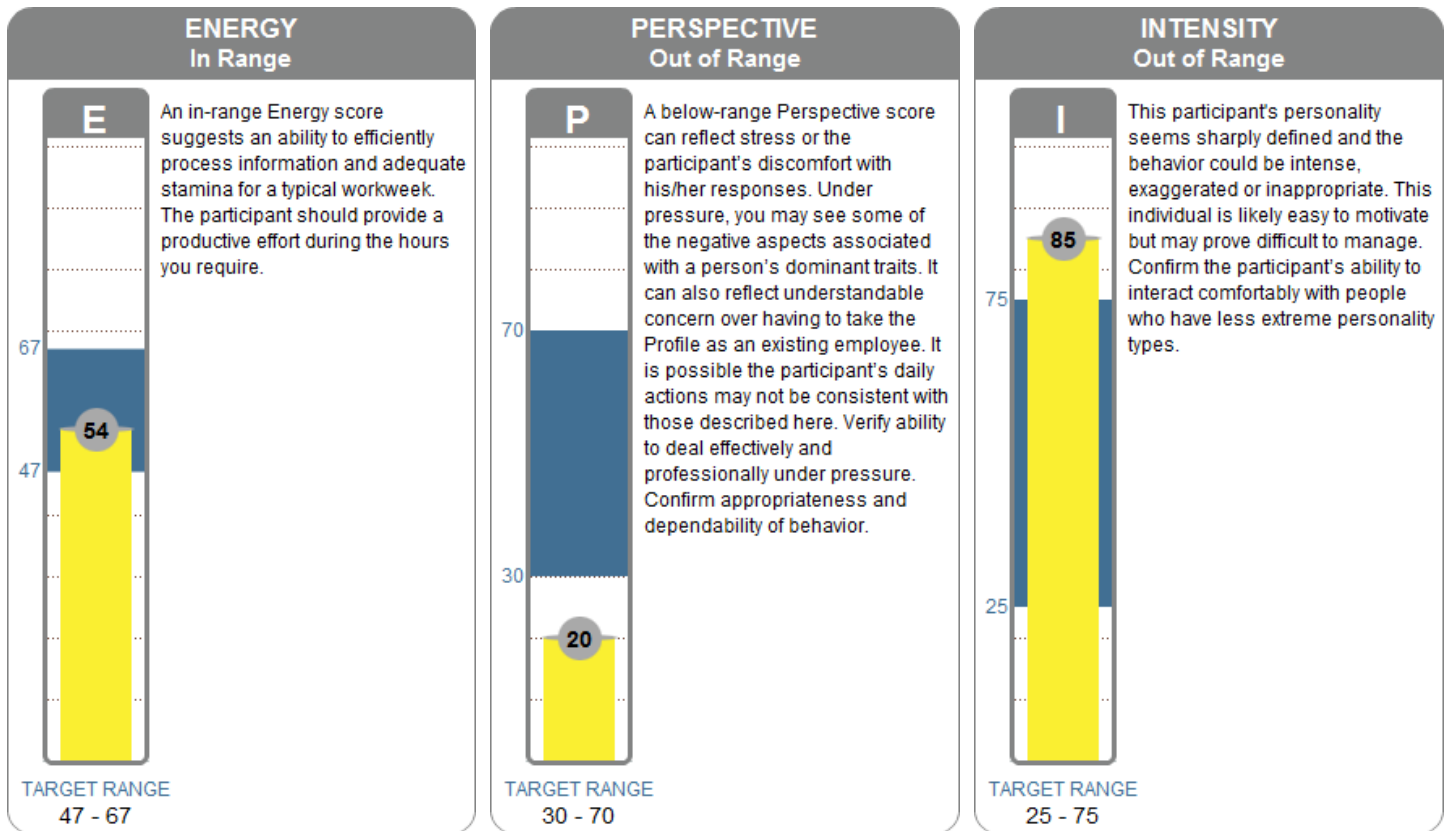 ENERGY
In Range
E
An in-range Energy score
suggests an ability to efficiently
process information and adequate
stamina for a typical workweek.
The participant should provide a
productive effort during the hours
you require.
67
54
47
TARGET RANGE
47 - 67
PERSPECTIVE
Out of Range
P
A below-range Perspective score
can reflect stress or the
participant's discomfort with
his/her responses. Under
pressure, you may see some of
the negative aspects associated
with a person's dominant traits. It
can also reflect understandable
concern over having to take the
Profile as an existing employee. It
is possible the participant's daily
actions may not be consistent with
those described here. Verify ability
to deal effectively and
professionally under pressure.
Confirm appropriateness and
dependability of behavior.
70
30
20
TARGET RANGE
30 - 70
INTENSITY
Out of Range
I
This participant's personality
seems sharply defined and the
behavior could be intense,
exaggerated or inappropriate. This
individual is likely easy to motivate
but may prove difficult to manage.
Confirm the participant's ability to
interact comfortably with people
who have less extreme personality
types.
85
75
25
TARGET RANGE
25 - 75